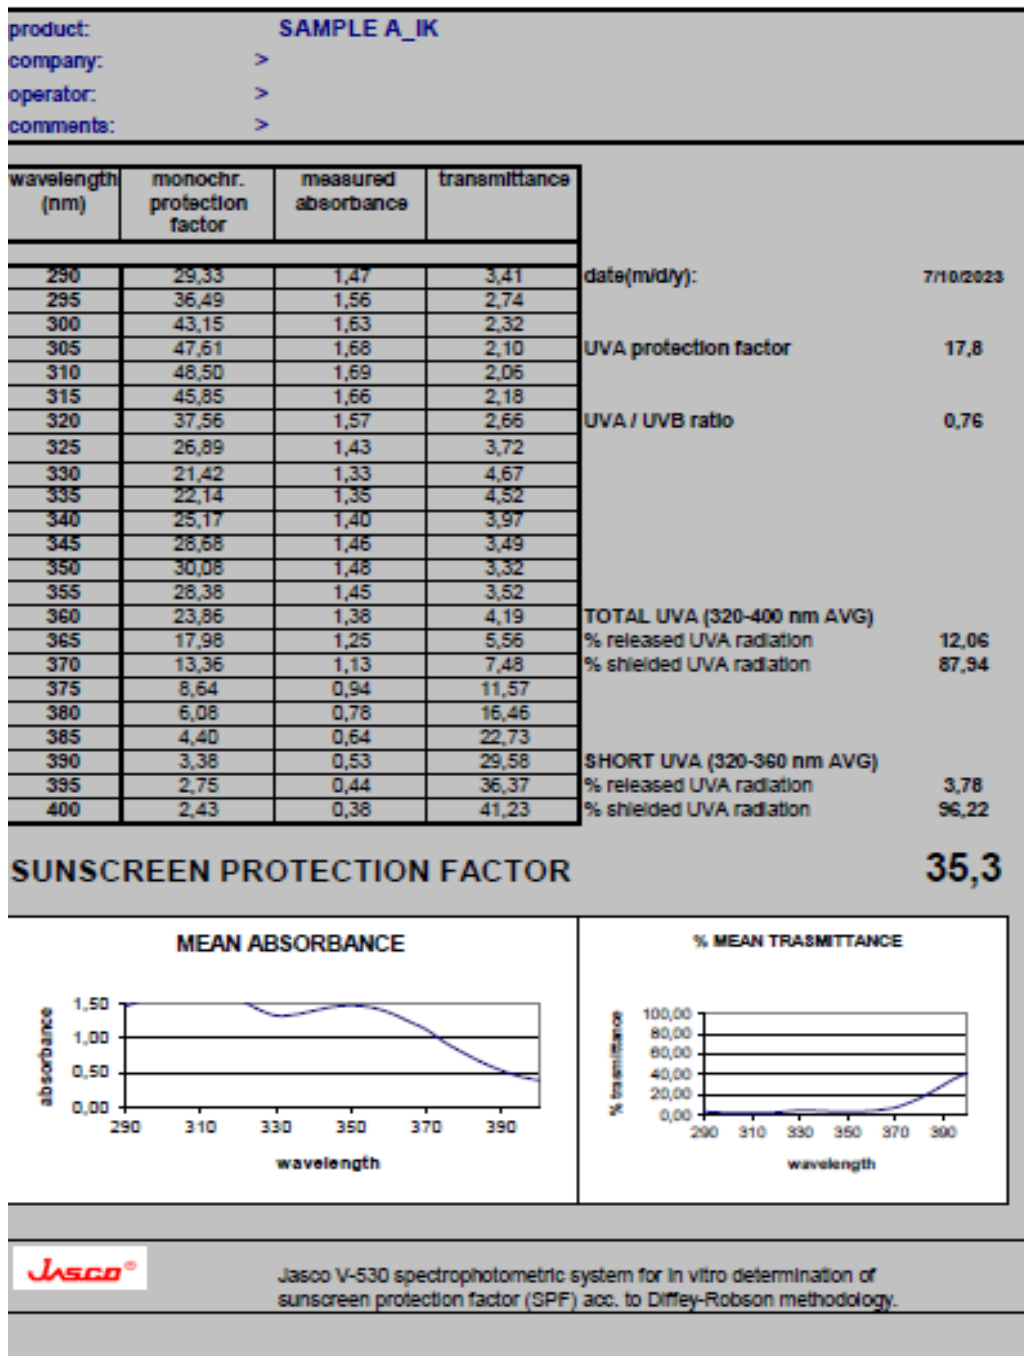 product: SAMPLE A_IK
company: >
operator: >
comments: >
wavelength (nm) monochr. protection factor measured absorbance transmittance
290 29,33 1,47 3,41 date(m/d/y): 7/10/2023
295 36,49 1,56 2,74
300 43,15 1,63 2,32
305 47,61 1,68 2,10 UVA protection factor 17,8
310 48,50 1,69 2,06
315 45,85 1,66 2,18
320 37,56 1,57 2,66 UVA / UVB ratio 0,76
325 26,89 1,43 3,72
330 21,42 1,33 4,67
335 22,14 1,35 4,52
340 25,17 1,40 3,97
345 28,68 1,46 3,49
350 30,08 1,48 3,32
355 28,38 1,45 3,52
360 23,86 1,38 4,19 TOTAL UVA (320-400 nm AVG)
365 17,98 1,25 5,56 % released UVA radiation 12,06
370 13,36 1,13 7,48 % shielded UVA radiation 87,94
375 8,64 0,94 11,57
380 6,08 0,78 16,46
385 4,40 0,64 22,73
390 3,38 0,53 29,58 SHORT UVA (320-360 nm AVG)
395 2,75 0,44 36,37 % released UVA radiation 3,78
400 2,43 0,38 41,23 % shielded UVA radiation 96,22
SUNSCREEN PROTECTION FACTOR 35,3
MEAN ABSORBANCE
absorbance
1,50
1,00
0,50
0,00
290 310 330 350 370 390
wavelength
% MEAN TRASMITTANCE
% trasmittance
100,00
80,00
60,00
40,00
20,00
0,00
290 310 330 350 370 390
wavelength
Jasco®
Jasco V-530 spectrophotometric system for in vitro determination of
sunscreen protection factor (SPF) acc. to Diffey-Robson methodology.